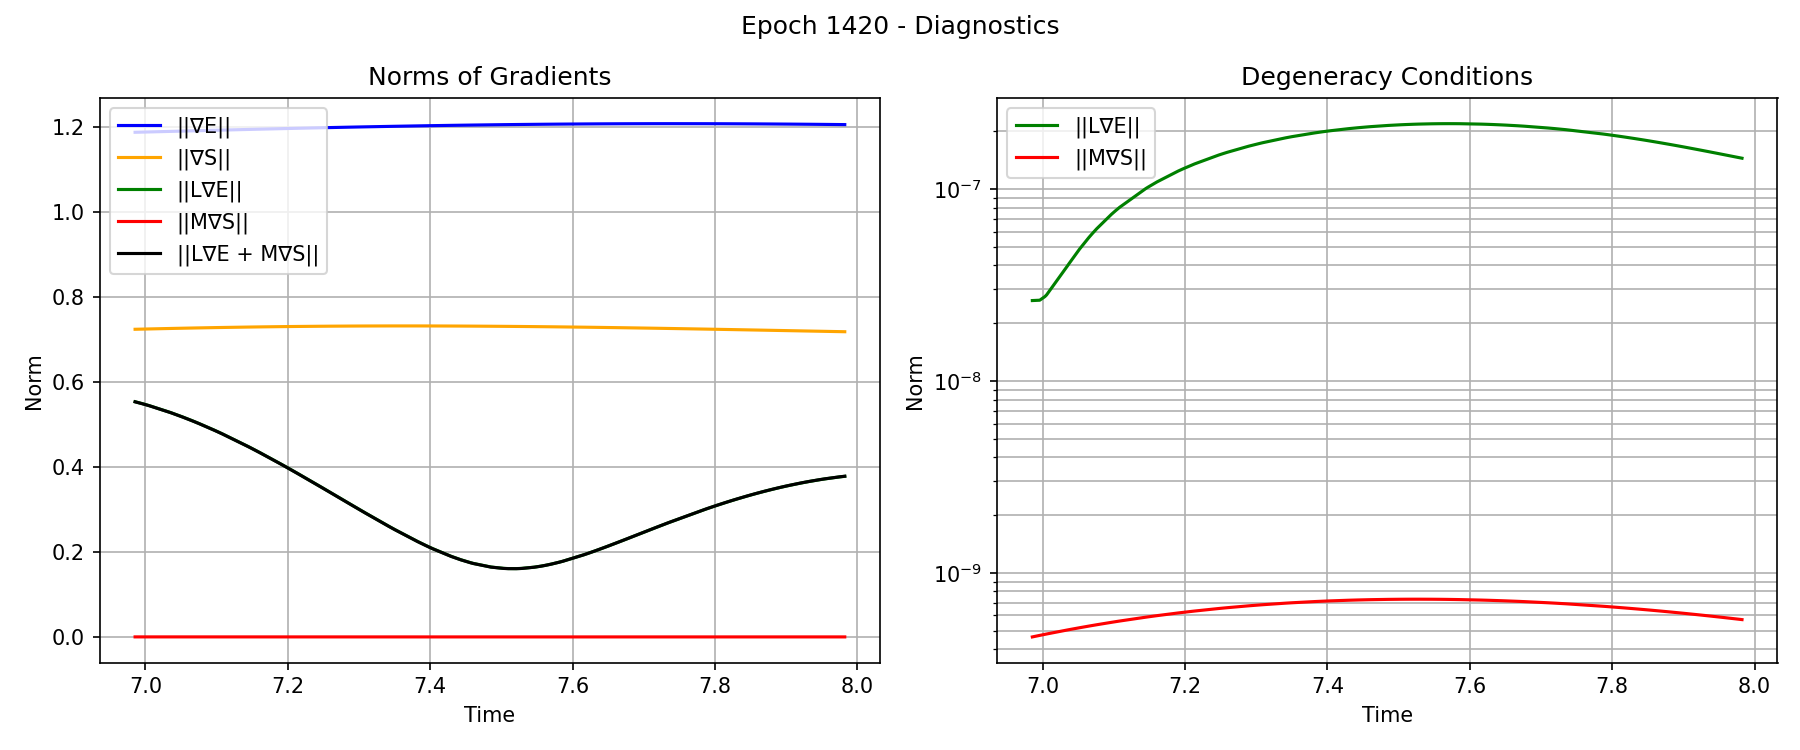 Epoch 1420 - Diagnostics
Norms of Gradients
||∇E||
||∇S||
||L∇E||
||M∇S||
||L∇E + M∇S||
1.2
1.0
0.8
0.6
0.4
0.2
0.0
Norm
7.0 7.2 7.4 7.6 7.8 8.0
Time
Degeneracy Conditions
||L∇E||
||M∇S||
10⁻⁷
10⁻⁸
10⁻⁹
Norm
7.0 7.2 7.4 7.6 7.8 8.0
Time